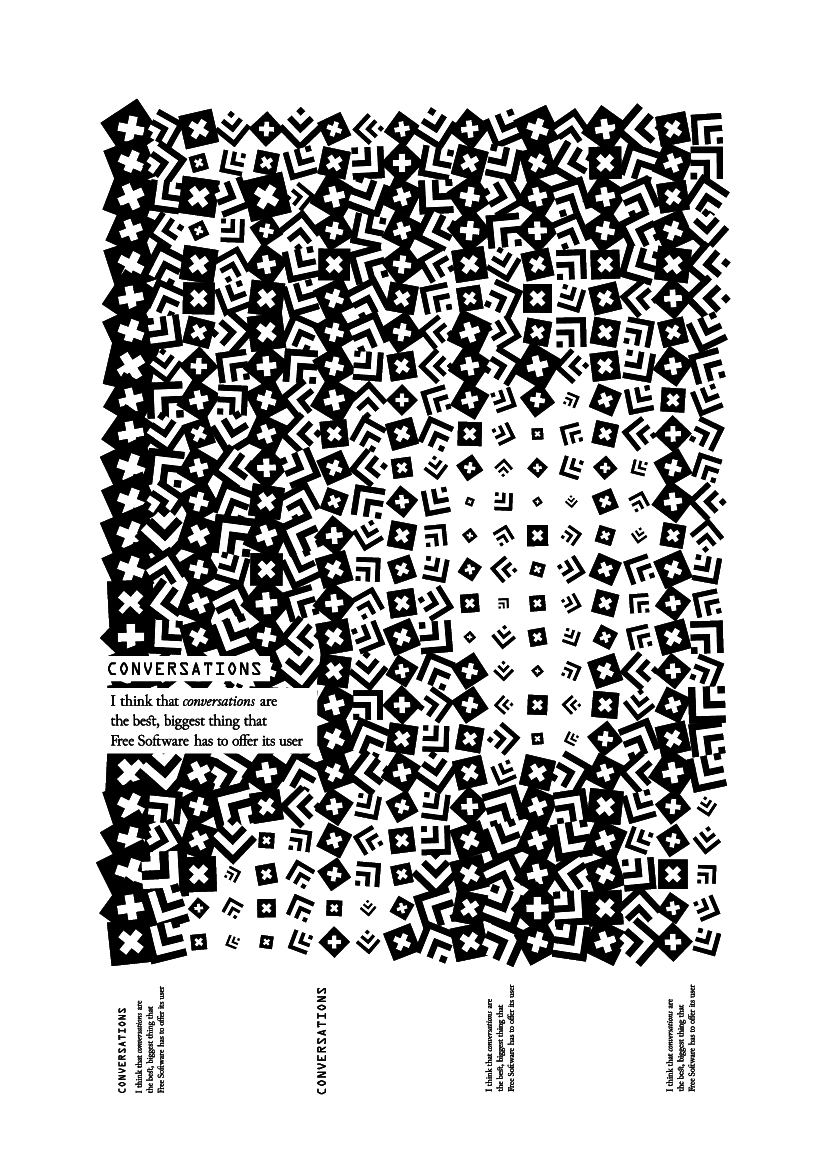 CONVERSATIONS
I think that conversations are
the best, biggest thing that
Free Software has to offer its user
CONVERSATIONS
I think that conversations are
the best, biggest thing that
Free Software has to offer its user
CONVERSATIONS
I think that conversations are
the best, biggest thing that
Free Software has to offer its user
I think that conversations are
the best, biggest thing that
Free Software has to offer its user